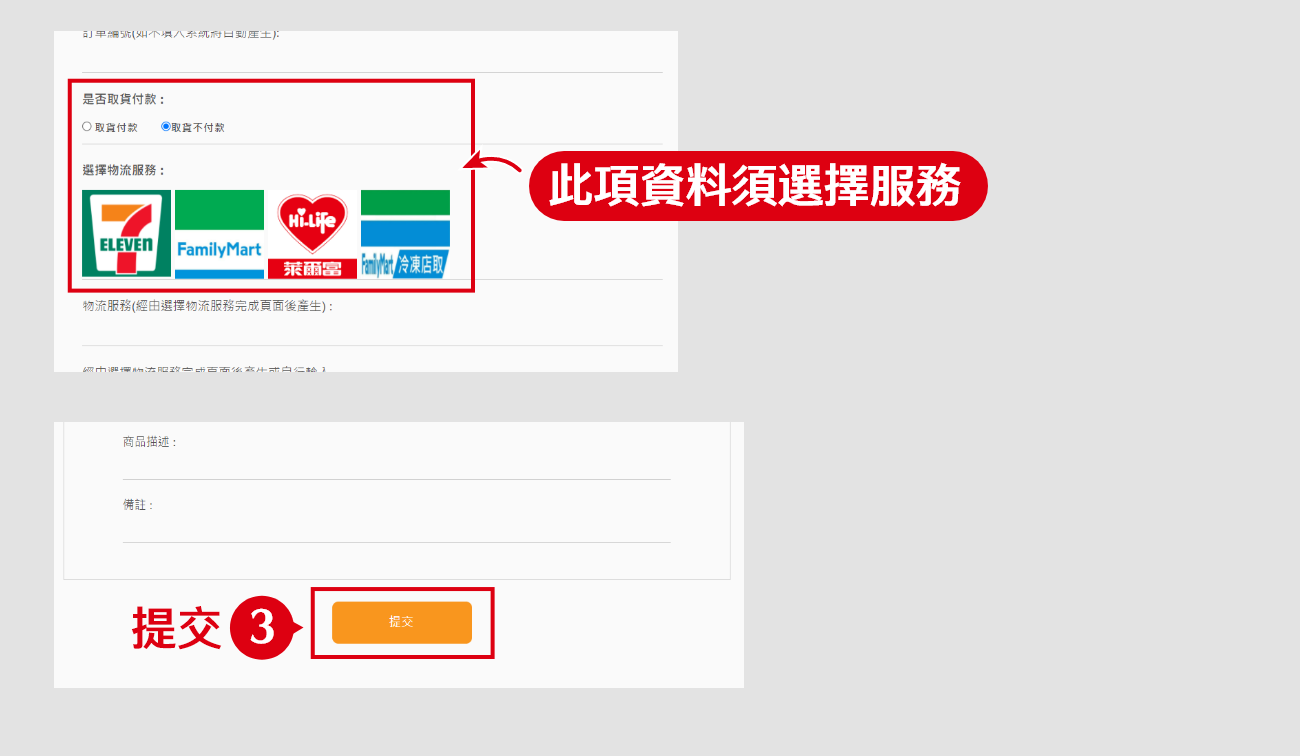 訂單編號(如不填入系統將自動產生):
是否取貨付款 :
取貨付款 取貨不付款
選擇物流服務 :
此項資料須選擇服務
7
ELEVEN
FamilyMart
Hi-Life
萊爾富
FamilyMart 冷凍店取
物流服務(經由選擇物流服務完成頁面後產生) :
經由選擇物流服務完成頁面後產生或自行輸入
商品描述 :
備註 :
提交 3
提交